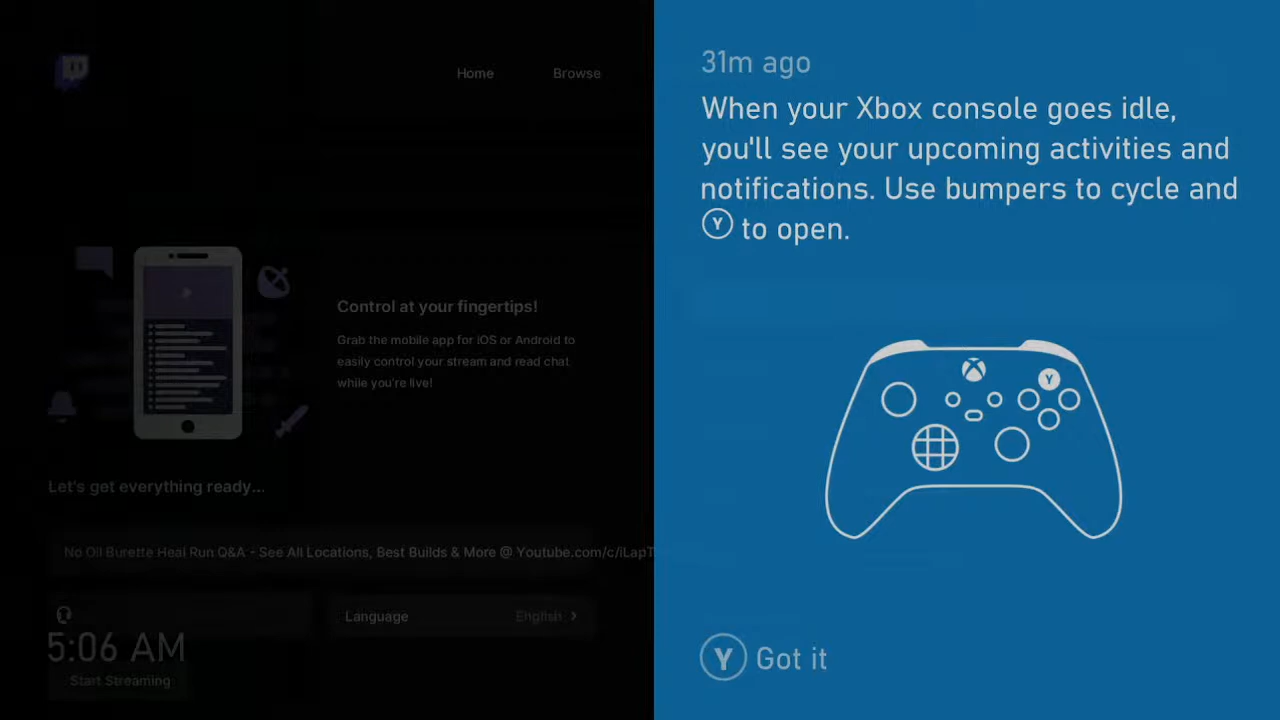 Home
Browse
Control at your fingertips!
Grab the mobile app for iOS or Android to
easily control your stream and read chat
while you're live!
Let's get everything ready...
No Oil Burette Heal Run Q&A - See All Locations, Best Builds & More @ Youtube.com/c/iLapT
Language
English
5:06 AM
Start Streaming
31m ago
When your Xbox console goes idle,
you'll see your upcoming activities and
notifications. Use bumpers to cycle and
Y to open.
Y
Y Got it